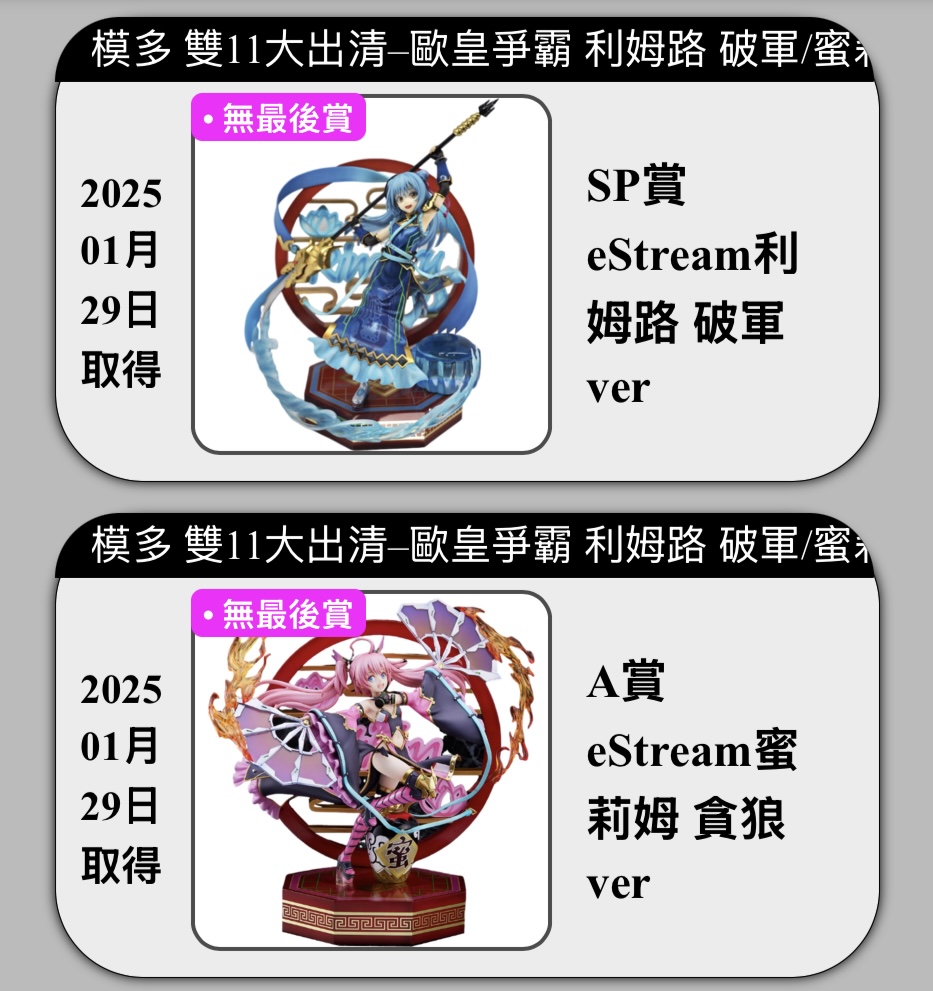 模多 雙11大出清–歐皇爭霸 利姆路 破軍/蜜
• 無最後賞
2025
01月
29日
取得
SP賞
eStream利
姆路 破軍
ver
模多 雙11大出清–歐皇爭霸 利姆路 破軍/蜜
• 無最後賞
2025
01月
29日
取得
A賞
eStream蜜
莉姆 貪狼
ver
蜜